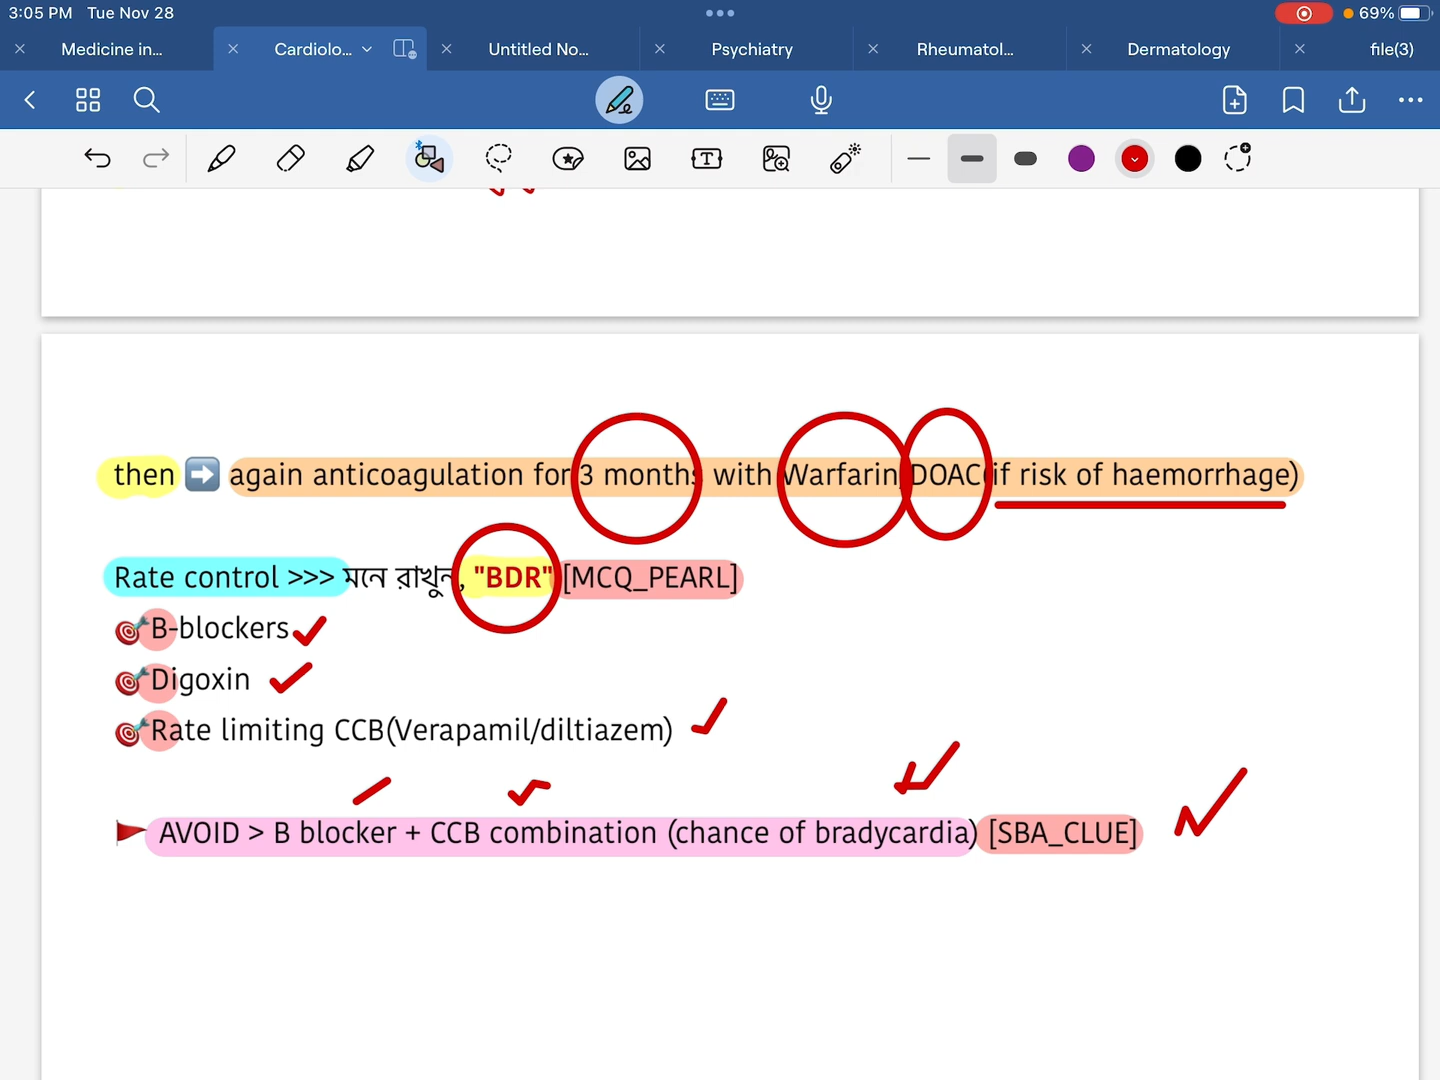 3:05 PM Tue Nov 28
69%
Medicine in...
Cardiolo...
Untitled No...
Psychiatry
Rheumatol...
Dermatology
file(3)
then ➡️ again anticoagulation for 3 months with Warfarin/DOAC(if risk of haemorrhage)
Rate control >>> মনে রাখুন, "BDR" [MCQ_PEARL]
🎯B-blockers
🎯Digoxin
🎯Rate limiting CCB(Verapamil/diltiazem)
🚩AVOID > B blocker + CCB combination (chance of bradycardia) [SBA_CLUE]